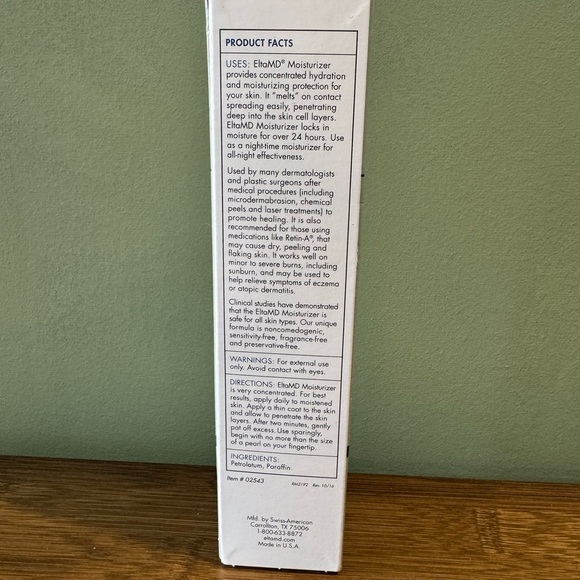 PRODUCT FACTS
USES: EltaMD® Moisturizer
provides concentrated hydration
and moisturizing protection for
your skin. It "melts" on contact
spreading easily, penetrating
deep into the skin cell layers.
EltaMD Moisturizer locks in
moisture for over 24 hours. Use
as a night-time moisturizer for
all-night effectiveness.
Used by many dermatologists
and plastic surgeons after
medical procedures (including
microdermabrasion, chemical
peels and laser treatments) to
promote healing. It is also
recommended for those using
medications like Retin-A®, that
may cause dry, peeling and
flaking skin. It works well on
minor to severe burns, including
sunburn, and may be used to
help relieve symptoms of eczema
or atopic dermatitis.
Clinical studies have demonstrated
that the EltaMD Moisturizer is
safe for all skin types. Our unique
formula is noncomedogenic,
sensitivity-free, fragrance-free
and preservative-free.
WARNINGS: For external use
only. Avoid contact with eyes.
DIRECTIONS: EltaMD Moisturizer
is very concentrated. For best
results, apply daily to moistened
skin. Apply a thin coat to the skin
and allow to penetrate the skin
layers. After two minutes, gently
pat off excess. Use sparingly,
begin with no more than the size
of a pearl on your fingertip.
INGREDIENTS:
Petrolatum, Paraffin
Item # 02543
Rev. 10/16
Mfd. by Swiss-American
Carrollton, TX 75006
1-800-633-8872
eltamd.com
Made in U.S.A.